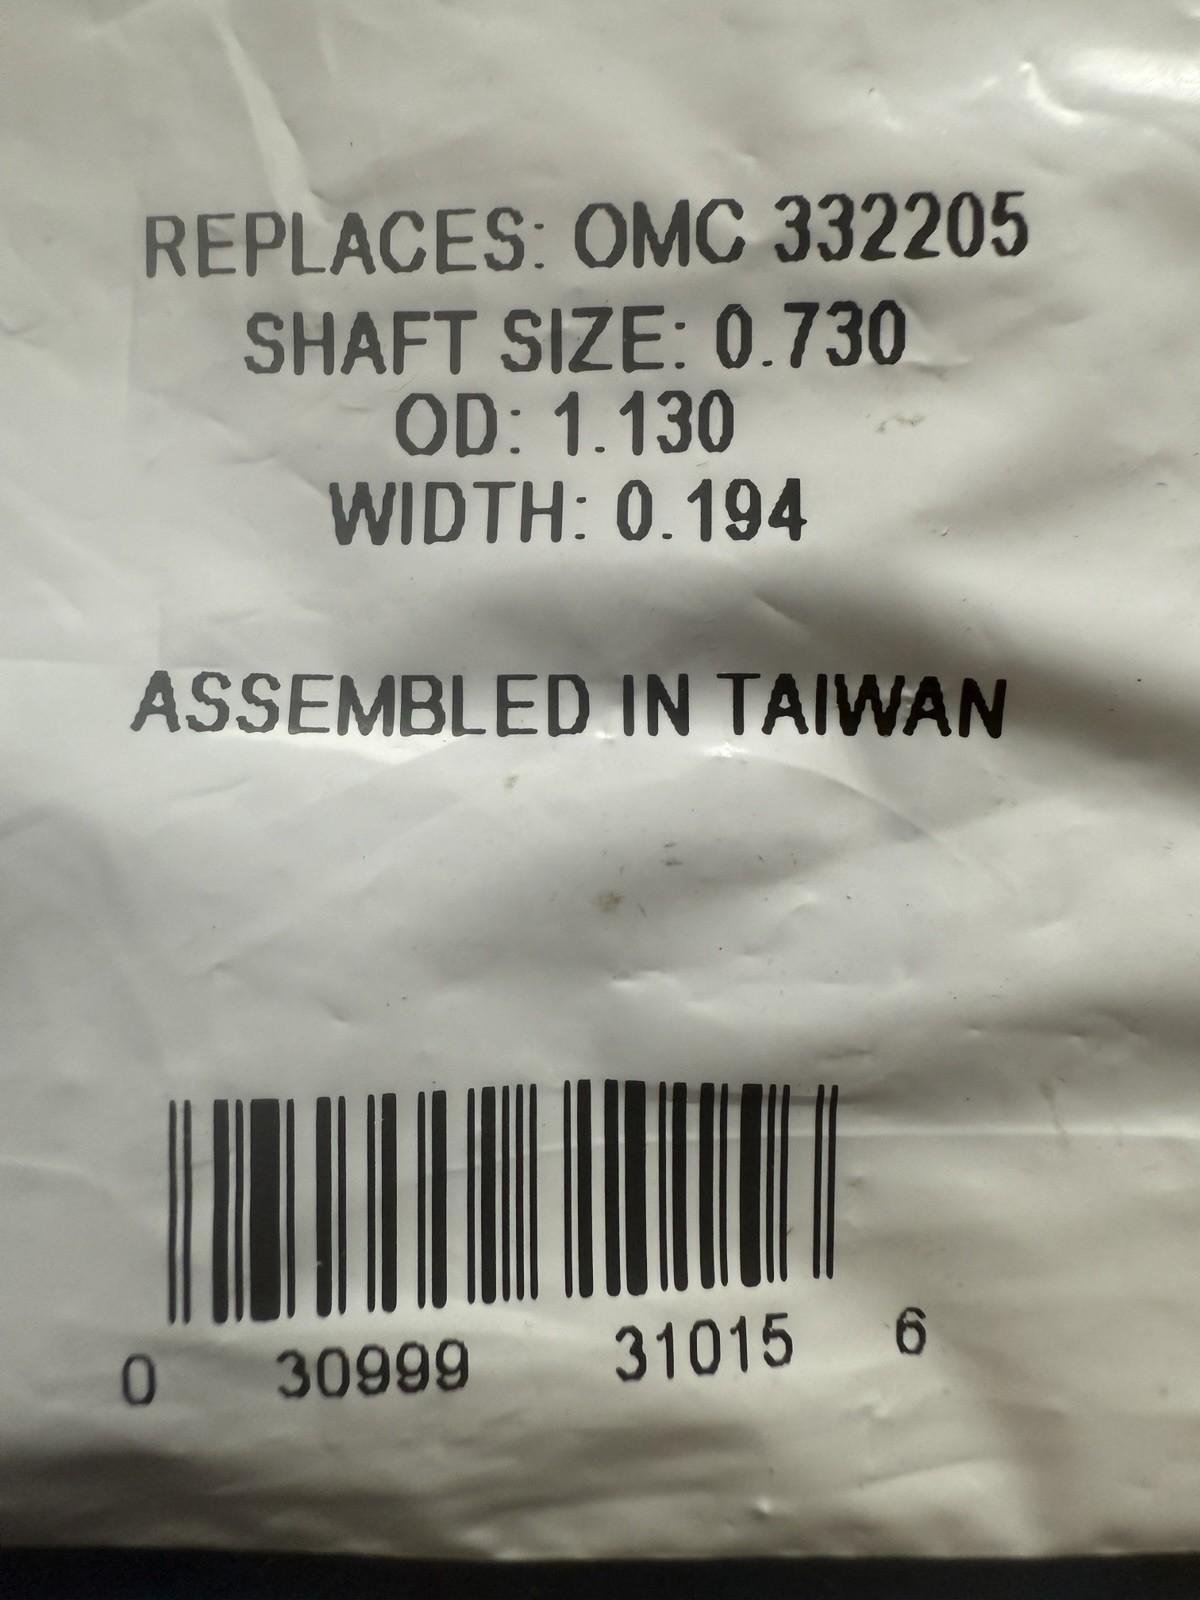 REPLACES: OMC 332205
SHAFT SIZE: 0.730
OD: 1.130
WIDTH: 0.194
ASSEMBLED IN TAIWAN
0 30999 31015 6